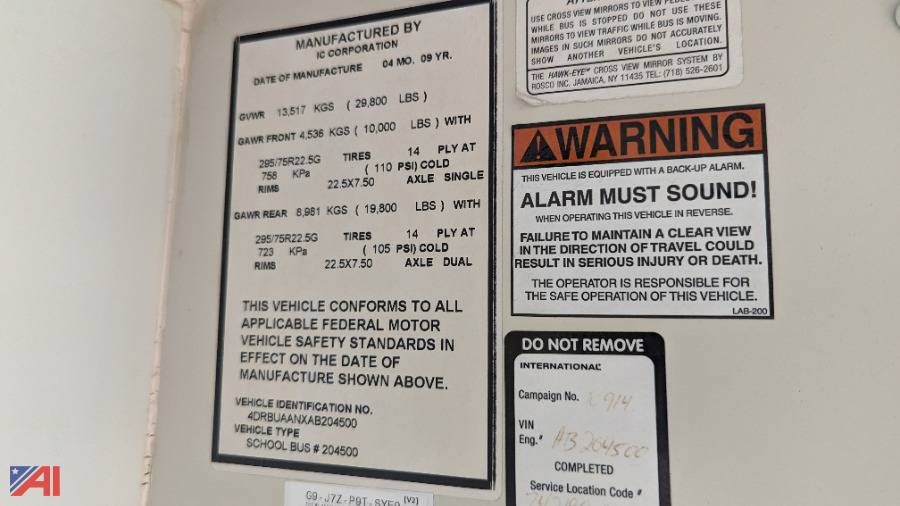 MANUFACTURED BY
IC CORPORATION
DATE OF MANUFACTURE 04 MO. 09 YR.
GVWR 13,517 KGS ( 29,800 LBS )
GAWR FRONT 4,536 KGS ( 10,000 LBS ) WITH
295/75R22.5G TIRES 14 PLY AT
758 KPa ( 110 PSI) COLD
RIMS 22.5X7.50 AXLE SINGLE
GAWR REAR 8,981 KGS ( 19,800 LBS ) WITH
295/75R22.5G TIRES 14 PLY AT
723 KPa ( 105 PSI) COLD
RIMS 22.5X7.50 AXLE DUAL
THIS VEHICLE CONFORMS TO ALL
APPLICABLE FEDERAL MOTOR
VEHICLE SAFETY STANDARDS IN
EFFECT ON THE DATE OF
MANUFACTURE SHOWN ABOVE.
VEHICLE IDENTIFICATION NO.
4DRBUAANXAB204500
VEHICLE TYPE
SCHOOL BUS # 204500
USE CROSS VIEW MIRRORS TO VIEW
WHILE BUS IS STOPPED DO NOT USE THESE
MIRRORS TO VIEW TRAFFIC WHILE BUS IS MOVING.
IMAGES IN SUCH MIRRORS DO NOT ACCURATELY
SHOW ANOTHER VEHICLE'S LOCATION.
THE HAWK-EYE™ CROSS VIEW MIRROR SYSTEM BY
ROSCO INC. JAMAICA, NY 11435 TEL: (718) 526-2601
WARNING
THIS VEHICLE IS EQUIPPED WITH A BACK-UP ALARM.
ALARM MUST SOUND!
WHEN OPERATING THIS VEHICLE IN REVERSE.
FAILURE TO MAINTAIN A CLEAR VIEW
IN THE DIRECTION OF TRAVEL COULD
RESULT IN SERIOUS INJURY OR DEATH.
THE OPERATOR IS RESPONSIBLE FOR
THE SAFE OPERATION OF THIS VEHICLE.
LAB-200
DO NOT REMOVE
INTERNATIONAL
Campaign No.
VIN
Eng.# AB204500
COMPLETED
Service Location Code #
AI